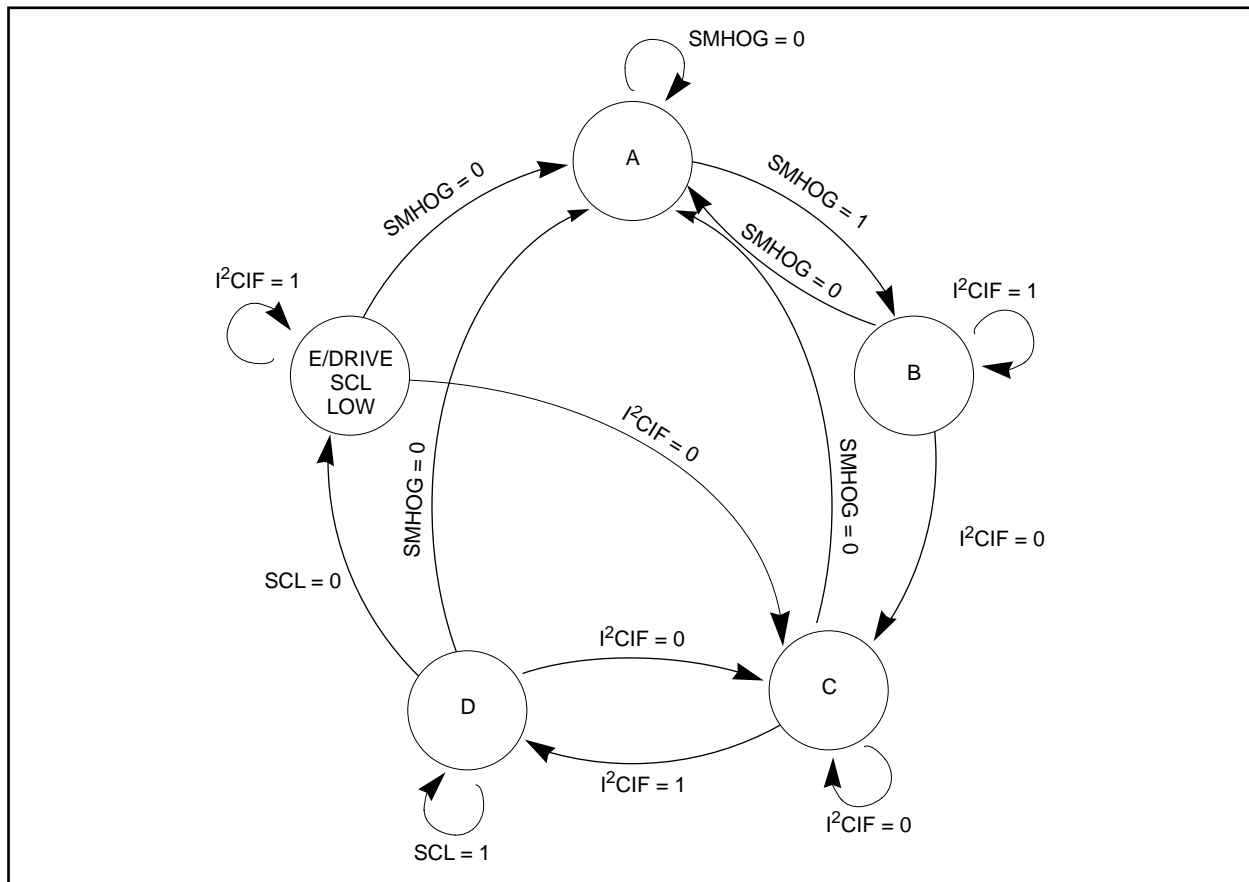 SMHOG = 0
A
SMHOG = 0
SMHOG = 1
SMHOG = 0
I²CIF = 1
I²CIF = 1
E/DRIVE
SCL
LOW
B
I²CIF = 0
SMHOG = 0
SMHOG = 0
I²CIF = 0
SCL = 0
I²CIF = 0
D
C
I²CIF = 1
I²CIF = 0
SCL = 1